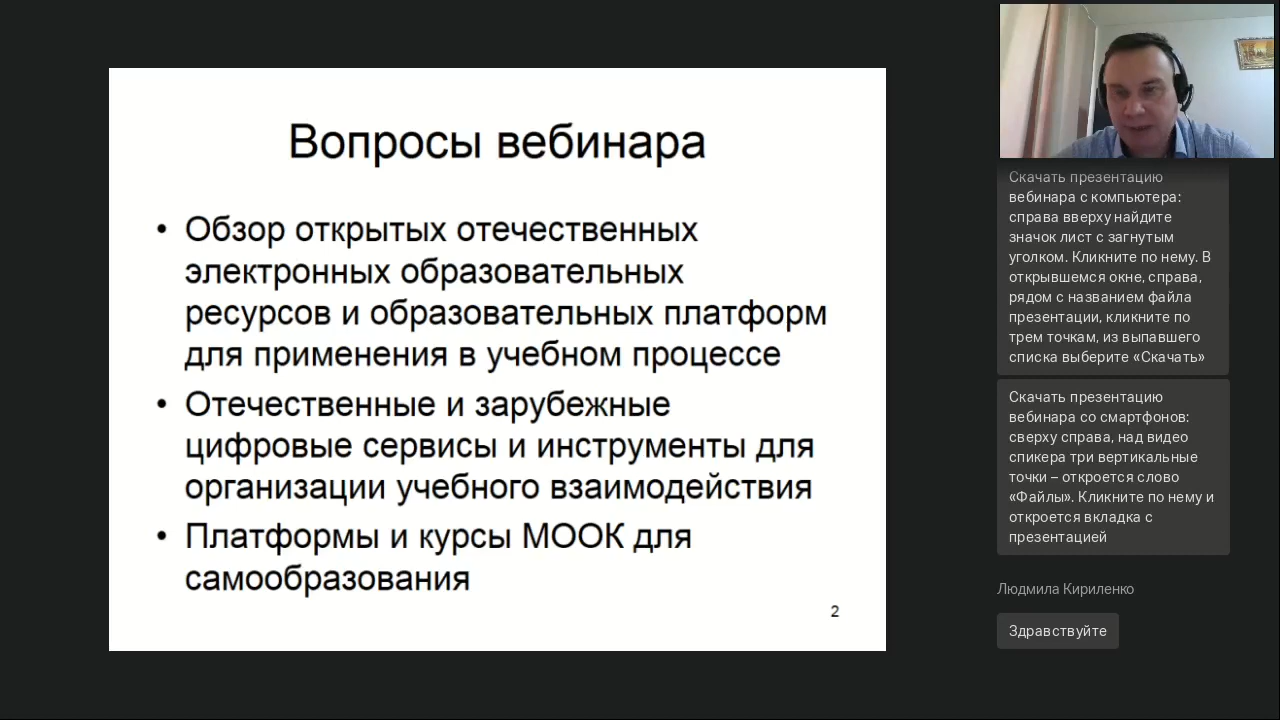 Вопросы вебинара
• Обзор открытых отечественных
электронных образовательных
ресурсов и образовательных платформ
для применения в учебном процессе
• Отечественные и зарубежные
цифровые сервисы и инструменты для
организации учебного взаимодействия
• Платформы и курсы МООК для
самообразования
2
Скачать презентацию
вебинара с компьютера:
справа вверху найдите
значок лист с загнутым
уголком. Кликните по нему. В
открывшемся окне, справа,
рядом с названием файла
презентации, кликните по
трем точкам, из выпавшего
списка выберите «Скачать»
Скачать презентацию
вебинара со смартфонов:
сверху справа, над видео
спикера три вертикальные
точки – откроется слово
«Файлы». Кликните по нему и
откроется вкладка с
презентацией
Людмила Кириленко
Здравствуйте